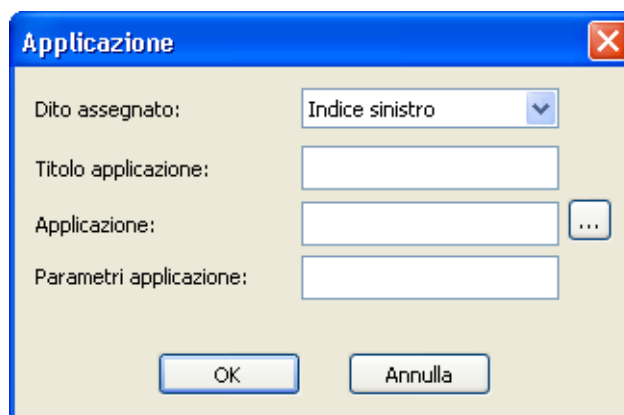 Applicazione
Dito assegnato: Indice sinistro
Titolo applicazione:
Applicazione: ...
Parametri applicazione:
OK Annulla